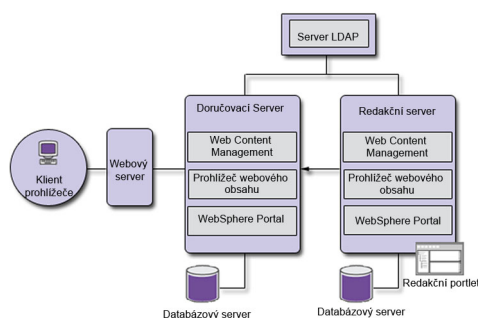 Server LDAP
Doručovací Server
Redakční server
Web Content
Management
Web Content
Management
Klient
prohlížeče
Webový
server
Prohlížeč webového
obsahu
Prohlížeč webového
obsahu
WebSphere Portal
WebSphere Portal
Redakční portlet
Databázový server
Databázový server